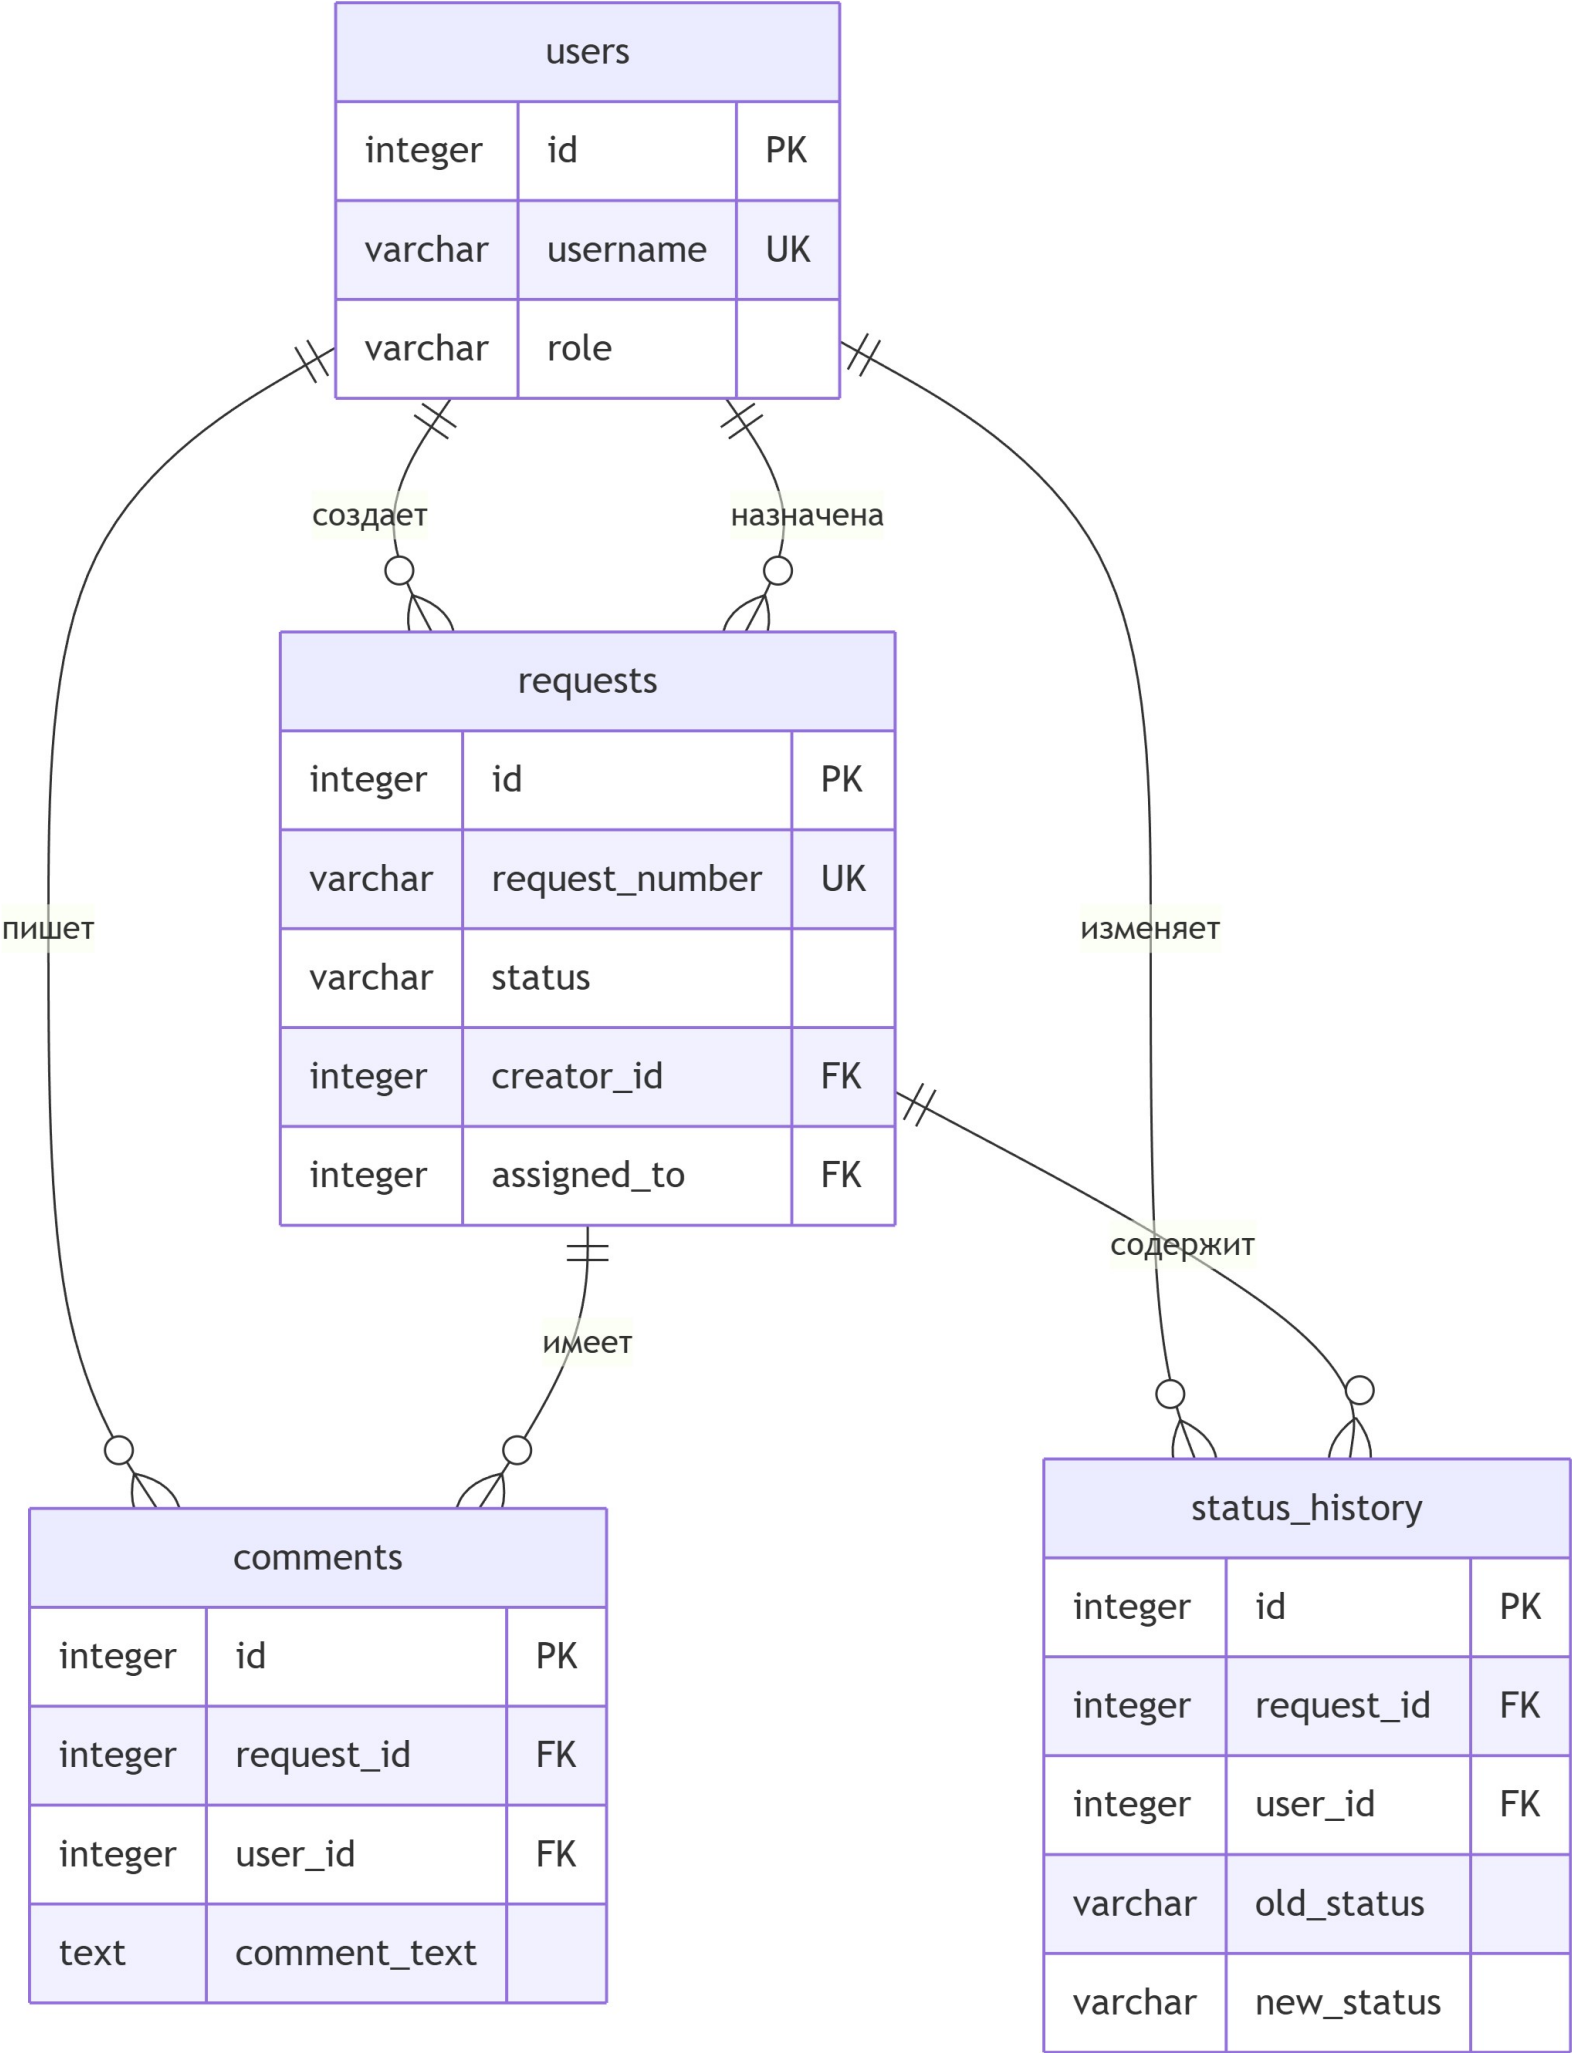 users
integer id PK
varchar username UK
varchar role
создает
назначена
requests
integer id PK
varchar request_number UK
varchar status
integer creator_id FK
integer assigned_to FK
пишет
изменяет
содержит
имеет
comments
integer id PK
integer request_id FK
integer user_id FK
text comment_text
status_history
integer id PK
integer request_id FK
integer user_id FK
varchar old_status
varchar new_status